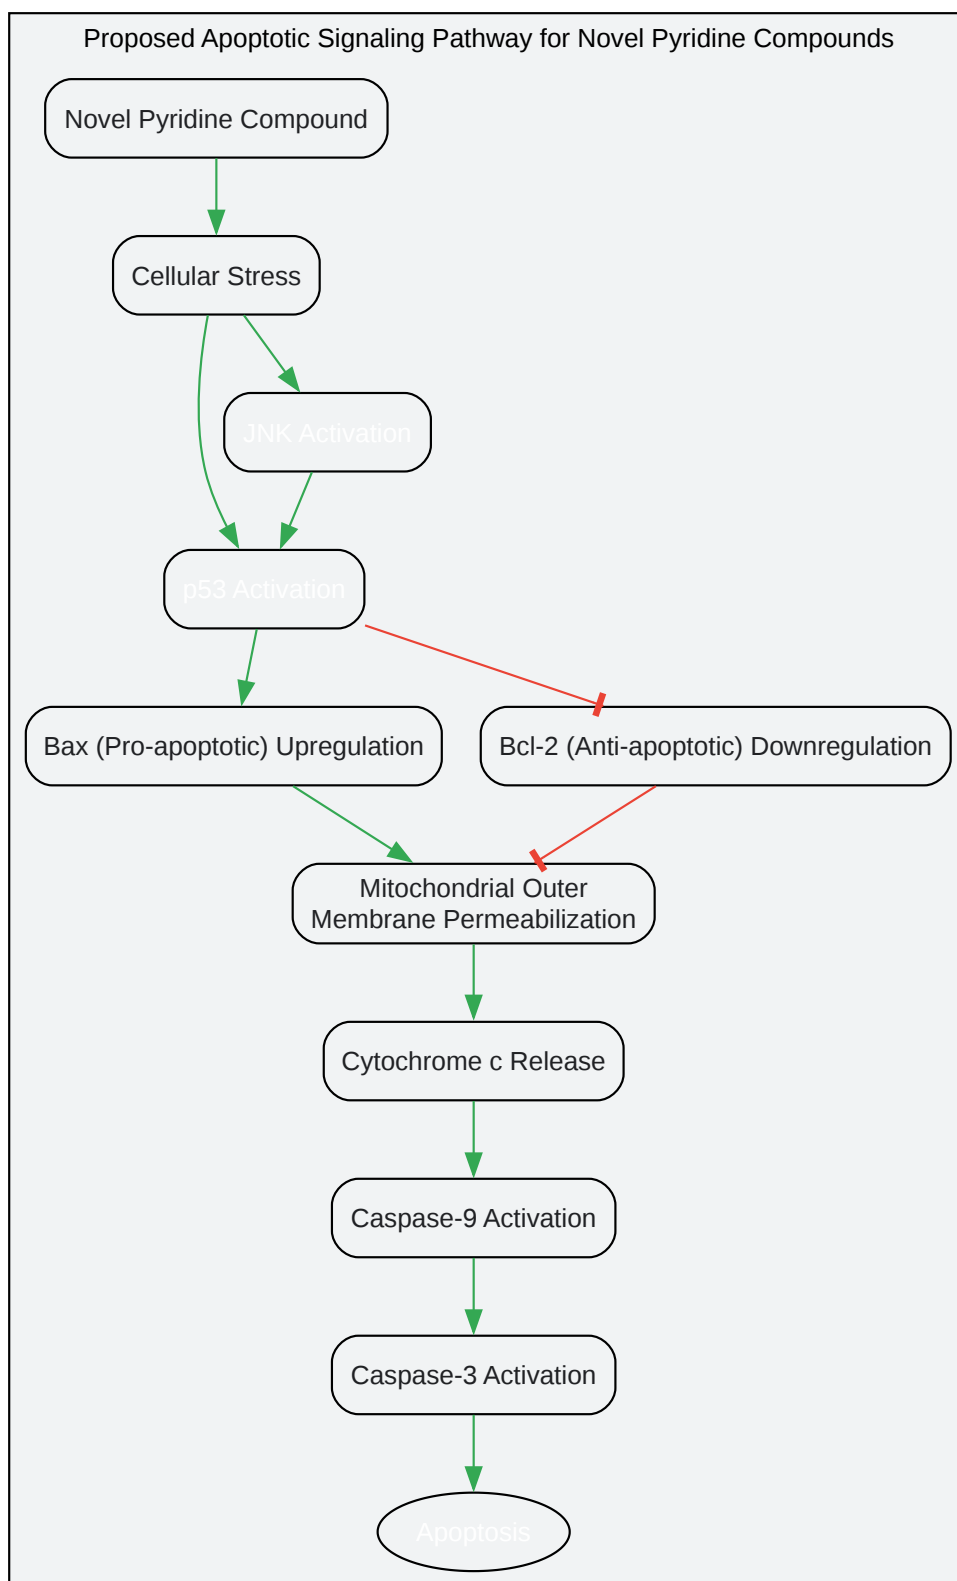 Proposed Apoptotic Signaling Pathway for Novel Pyridine Compounds
Novel Pyridine Compound
Cellular Stress
JNK Activation
p53 Activation
Bax (Pro-apoptotic) Upregulation
Bcl-2 (Anti-apoptotic) Downregulation
Mitochondrial Outer
Membrane Permeabilization
Cytochrome c Release
Caspase-9 Activation
Caspase-3 Activation
Apoptosis